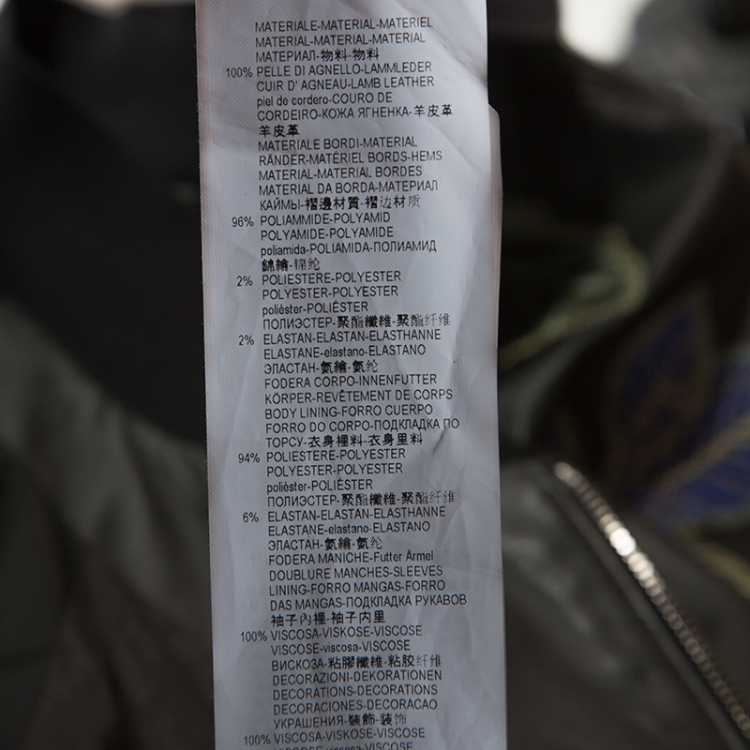 MATERIALE-MATERIAL-MATERIEL
MATERIAL-MATERIAL-MATERIAL
МАТЕРИАЛ-物料-物料
100% PELLE DI AGNELLO-LAMMLEDER
CUIR D' AGNEAU-LAMB LEATHER
piel de cordero-COURO DE
CORDEIRO-КОЖА ЯГНЕНКА-羊皮革
羊皮革
MATERIALE BORDI-MATERIAL
RÄNDER-MATÉRIEL BORDS-HEMS
MATERIAL-MATERIAL BORDES
MATERIAL DA BORDA-МАТЕРИАЛ
КАЙМЫ-褶邊材質-褶边材质
96% POLIAMMIDE-POLYAMID
POLYAMIDE-POLYAMIDE
poliamida-POLIAMIDA-ПОЛИАМИД
錦繪-锦纶
2% POLIESTERE-POLYESTER
POLYESTER-POLYESTER
poliéster-POLIÉSTER
ПОЛИЭСТЕР-聚酯纖維-聚酯纤维
2% ELASTAN-ELASTAN-ELASTHANNE
ELASTANE-elastano-ELASTANO
ЭЛАСТАН-氨繪-氨纶
FODERA CORPO-INNENFUTTER
KÖRPER-REVÊTEMENT DE CORPS
BODY LINING-FORRO CUERPO
FORRO DO CORPO-ПОДКЛАДКА ПО
ТОРСУ-衣身裡料-衣身里料
94% POLIESTERE-POLYESTER
POLYESTER-POLYESTER
poliéster-POLIÉSTER
ПОЛИЭСТЕР-聚酯纖維-聚酯纤维
6% ELASTAN-ELASTAN-ELASTHANNE
ELASTANE-elastano-ELASTANO
ЭЛАСТАН-氨繪-氨纶
FODERA MANICHE-Futter Ärmel
DOUBLURE MANCHES-SLEEVES
LINING-FORRO MANGAS-FORRO
DAS MANGAS-ПОДКЛАДКА РУКАВОВ
袖子內裡-袖子内里
100% VISCOSA-VISKOSE-VISCOSE
VISCOSE-viscosa-VISCOSE
ВИСКОЗА-粘膠纖維-粘胶纤维
DECORAZIONI-DEKORATIONEN
DECORATIONS-DECORATIONS
DECORACIONES-DECORACAO
УКРАШЕНИЯ-裝飾-装饰
100% VISCOSA-VISKOSE-VISCOSE
VISCOSE-viscosa-VISCOSE